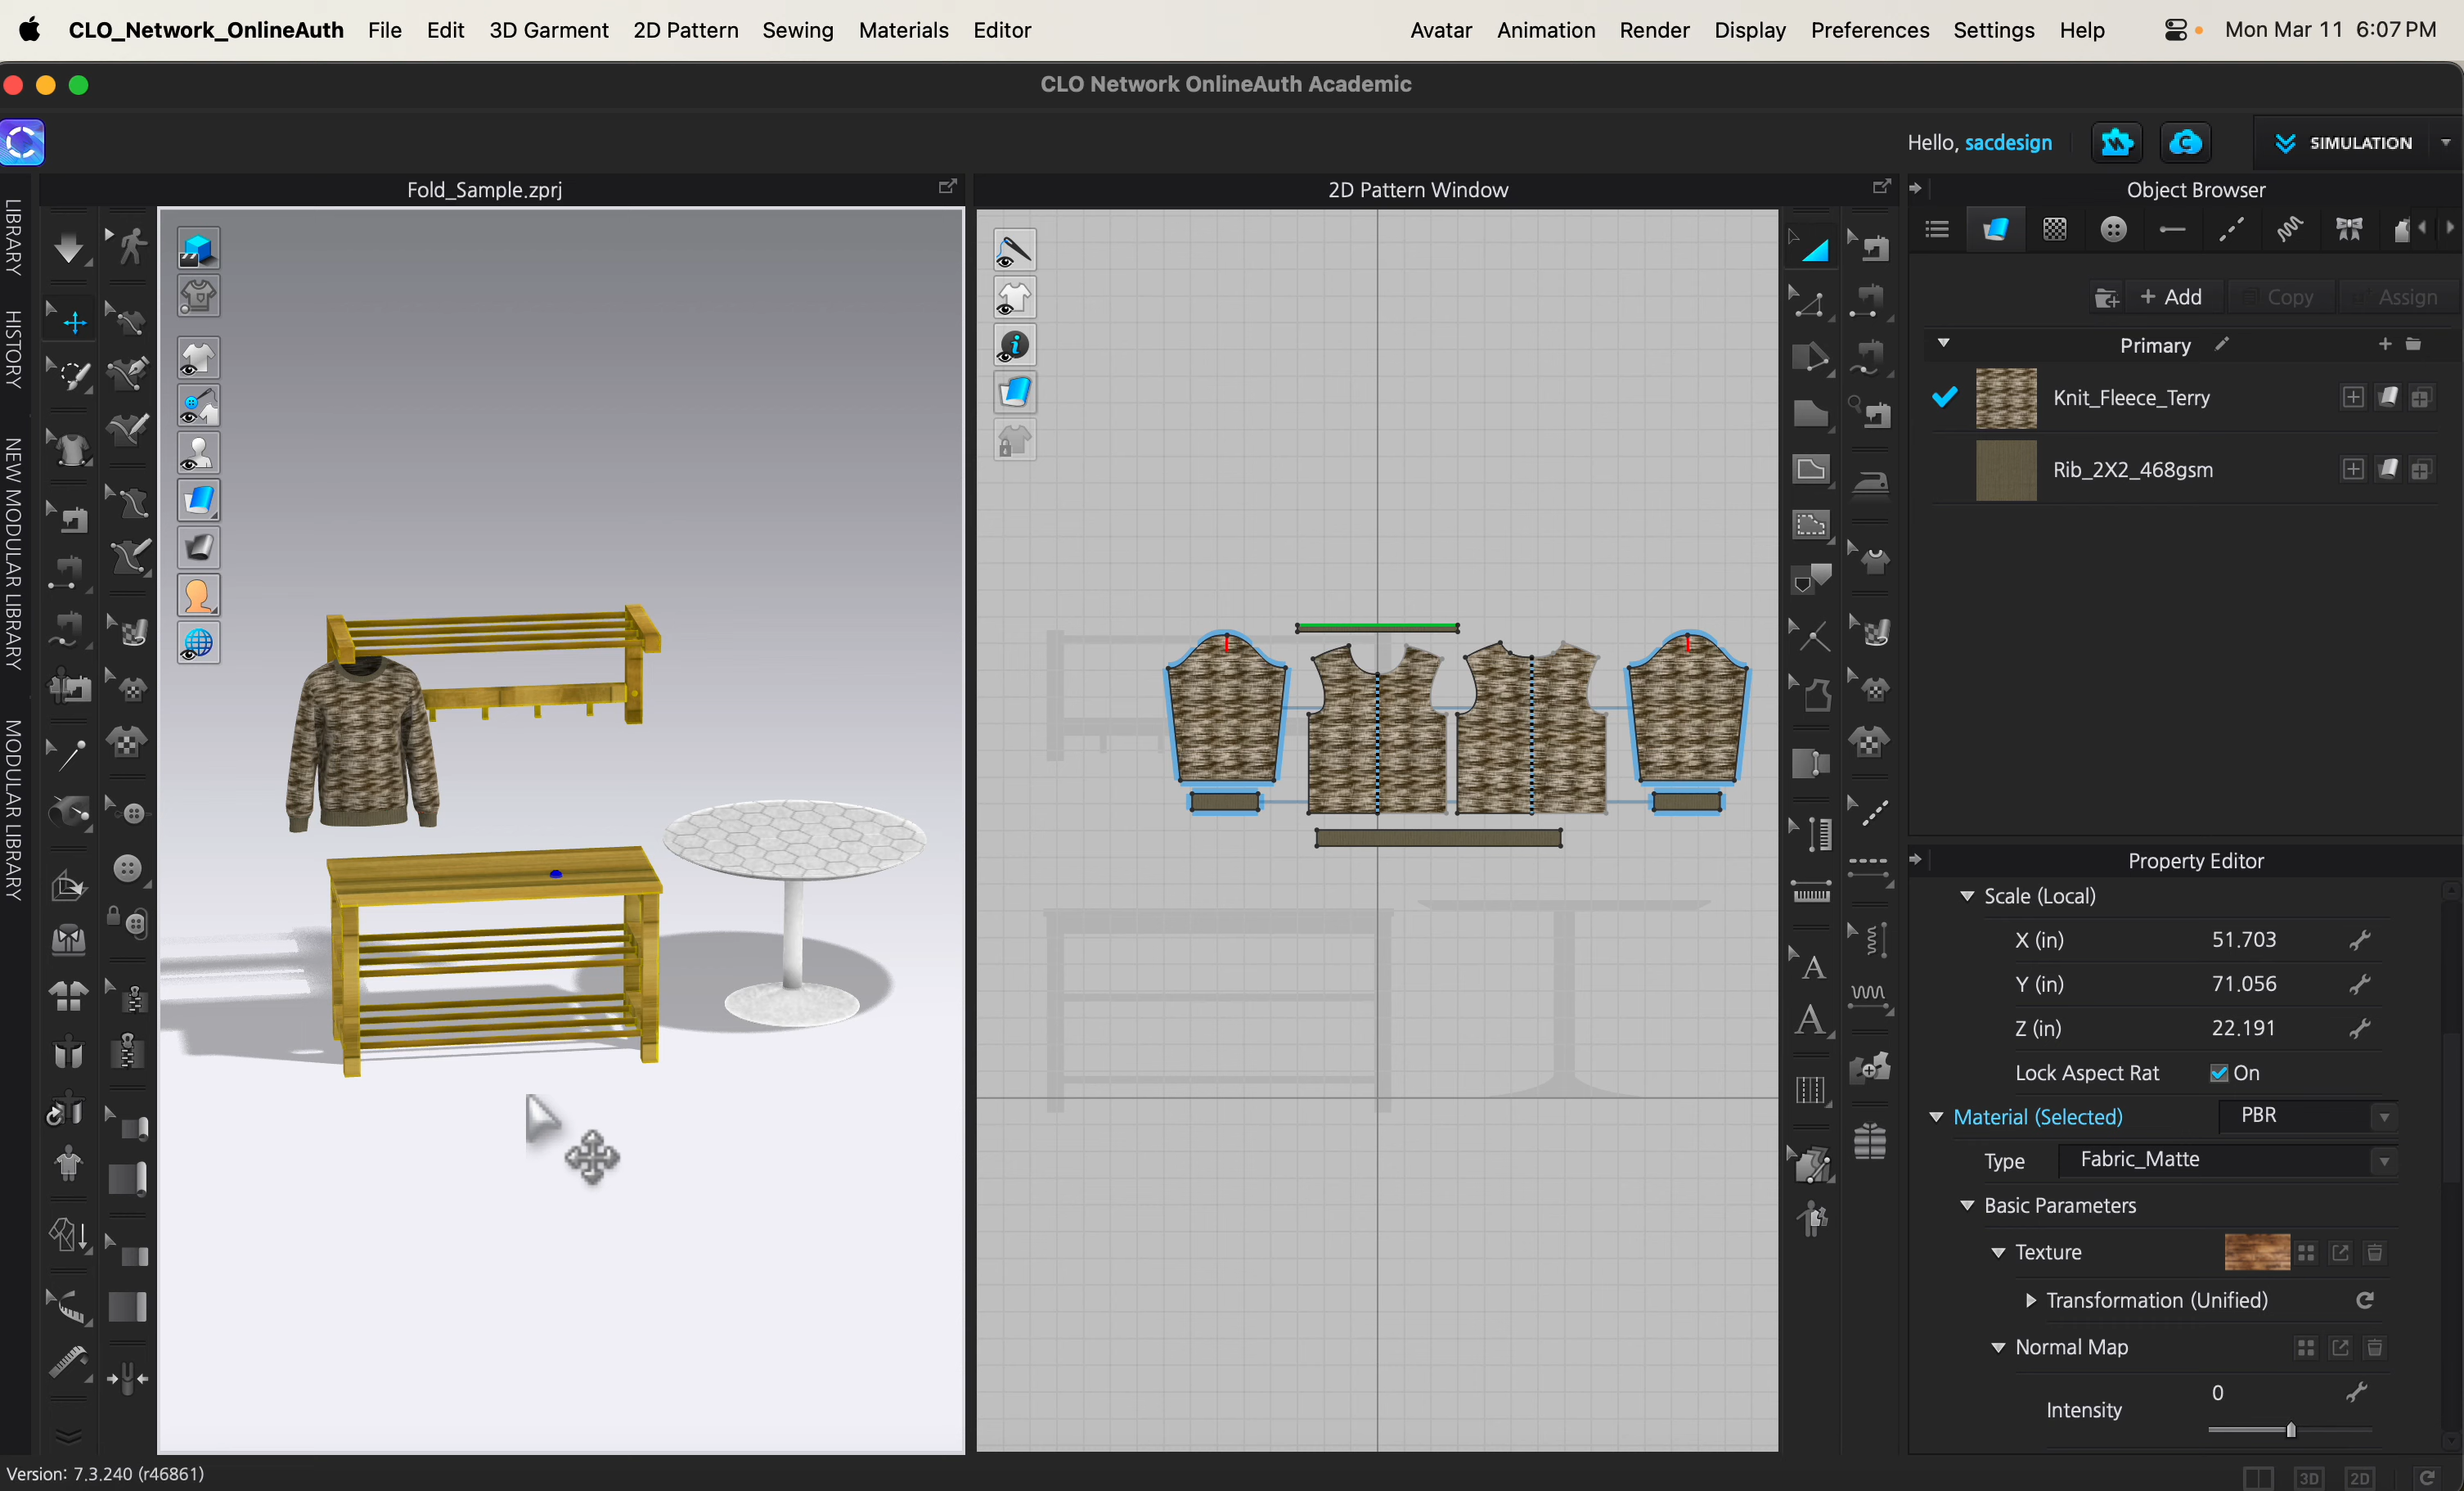 CLO_Network_OnlineAuth File Edit 3D Garment 2D Pattern Sewing Materials Editor Avatar Animation Render Display Preferences Settings Help Mon Mar 11 6:07 PM
CLO Network OnlineAuth Academic
Hello, sacdesign
SIMULATION
Fold_Sample.zprj
2D Pattern Window
Object Browser
LIBRARY
HISTORY
NEW MODULAR LIBRARY
MODULAR LIBRARY
+ Add
Copy
Assign
Primary
Knit_Fleece_Terry
Rib_2X2_468gsm
Property Editor
Scale (Local)
X (in) 51.703
Y (in) 71.056
Z (in) 22.191
Lock Aspect Rat On
Material (Selected) PBR
Type Fabric_Matte
Basic Parameters
Texture
Transformation (Unified)
Normal Map
0
Intensity
Version: 7.3.240 (r46861)
3D 2D